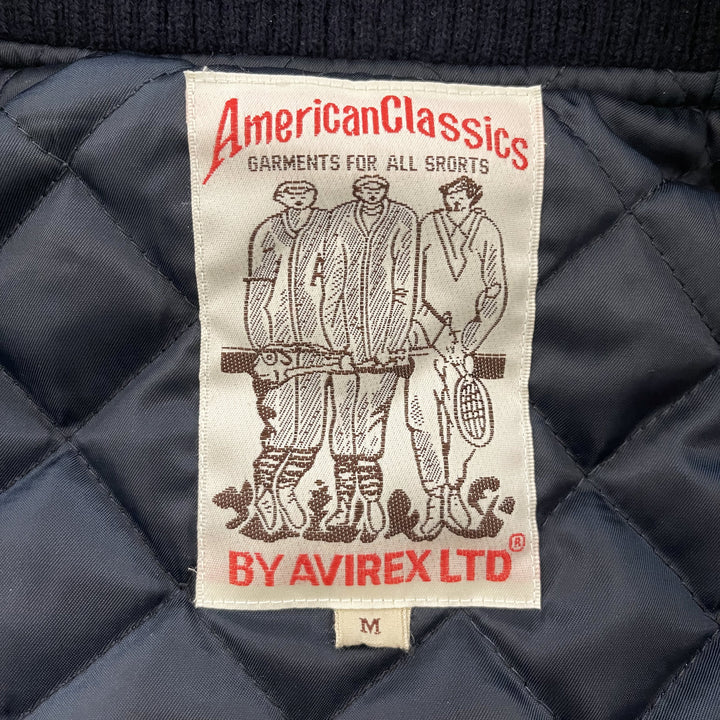 AmericanClassics
GARMENTS FOR ALL SRORTS
A
F
BY AVIREX LTD®
M